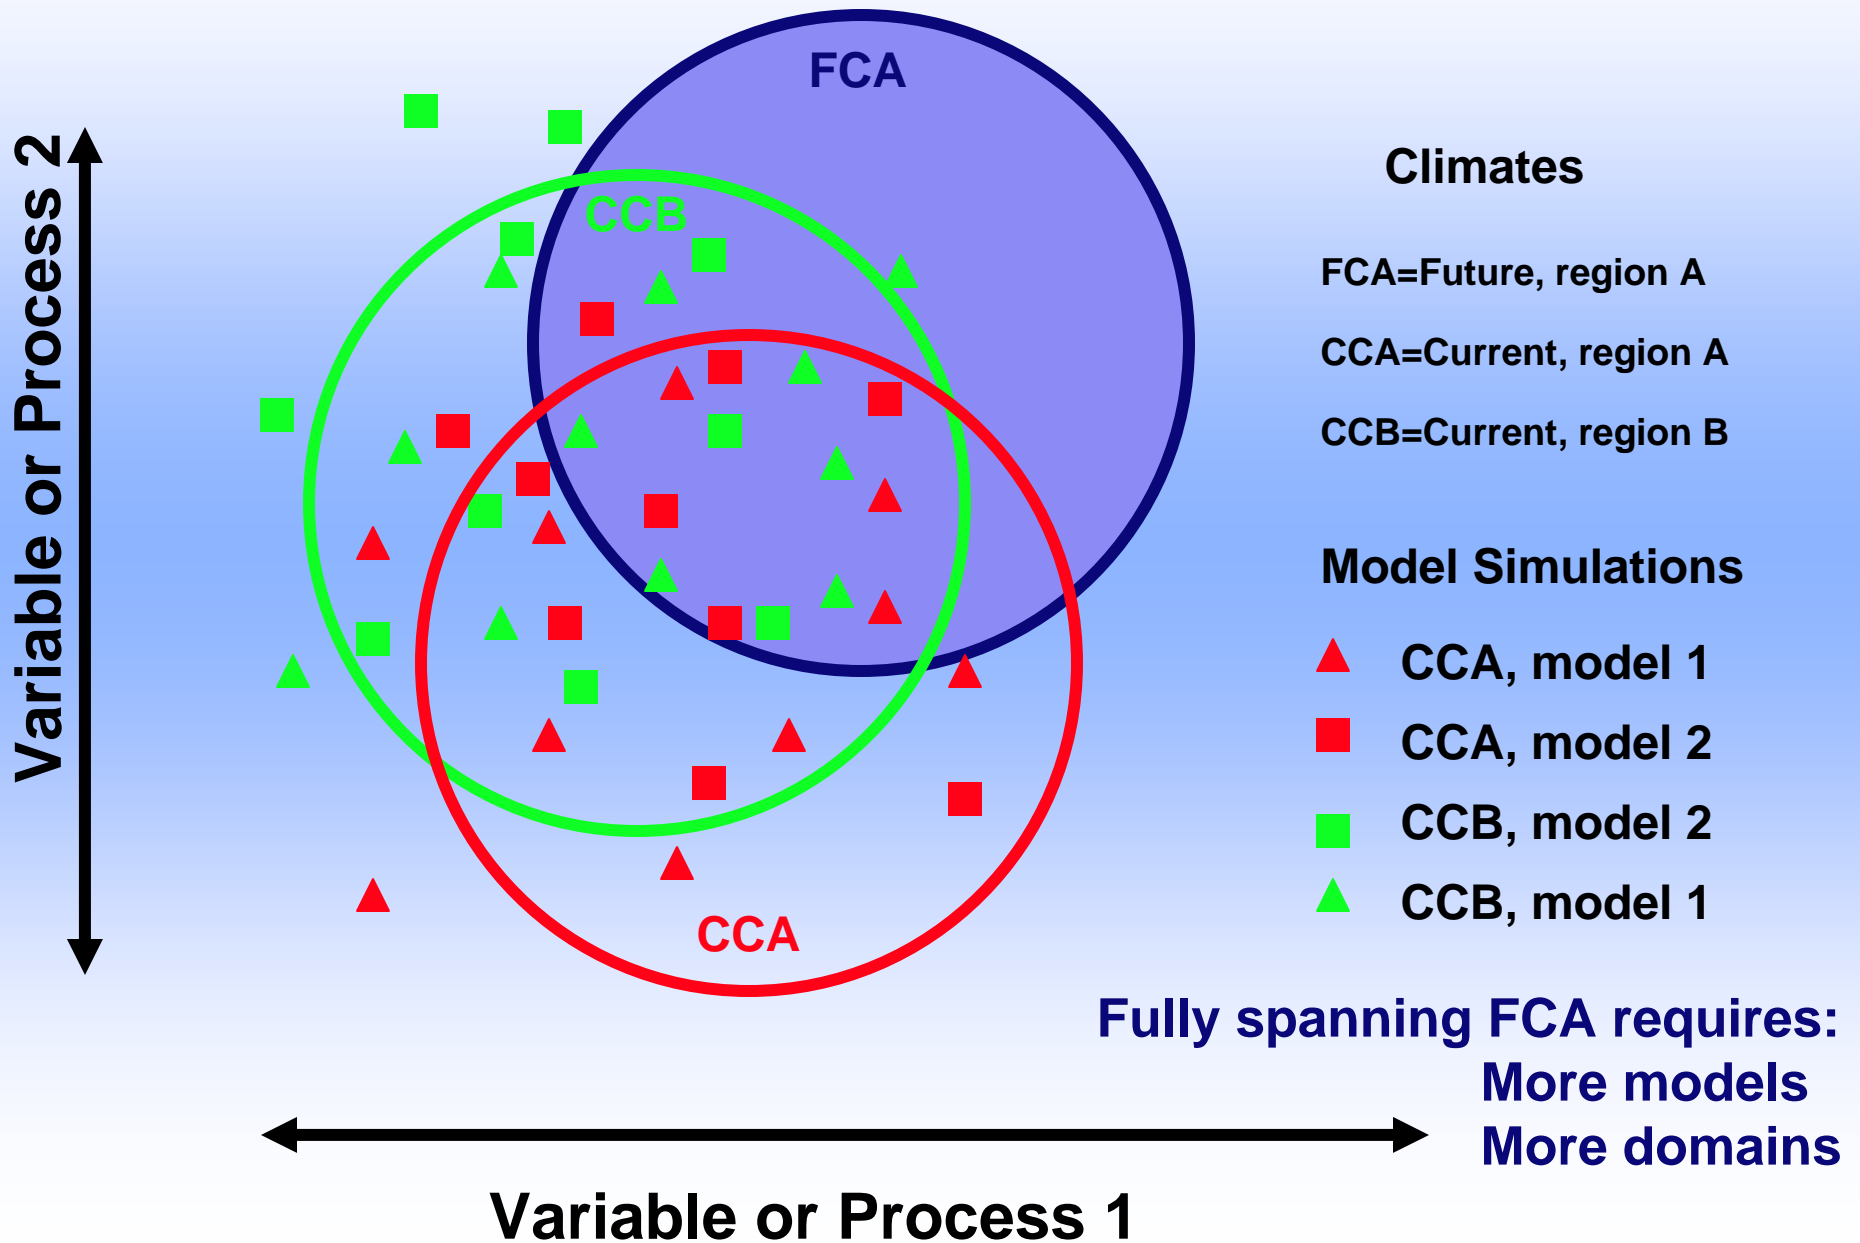 FCA
CCB
CCA
Variable or Process 2
Variable or Process 1
Climates
FCA=Future, region A
CCA=Current, region A
CCB=Current, region B
Model Simulations
CCA, model 1
CCA, model 2
CCB, model 2
CCB, model 1
Fully spanning FCA requires:
More models
More domains